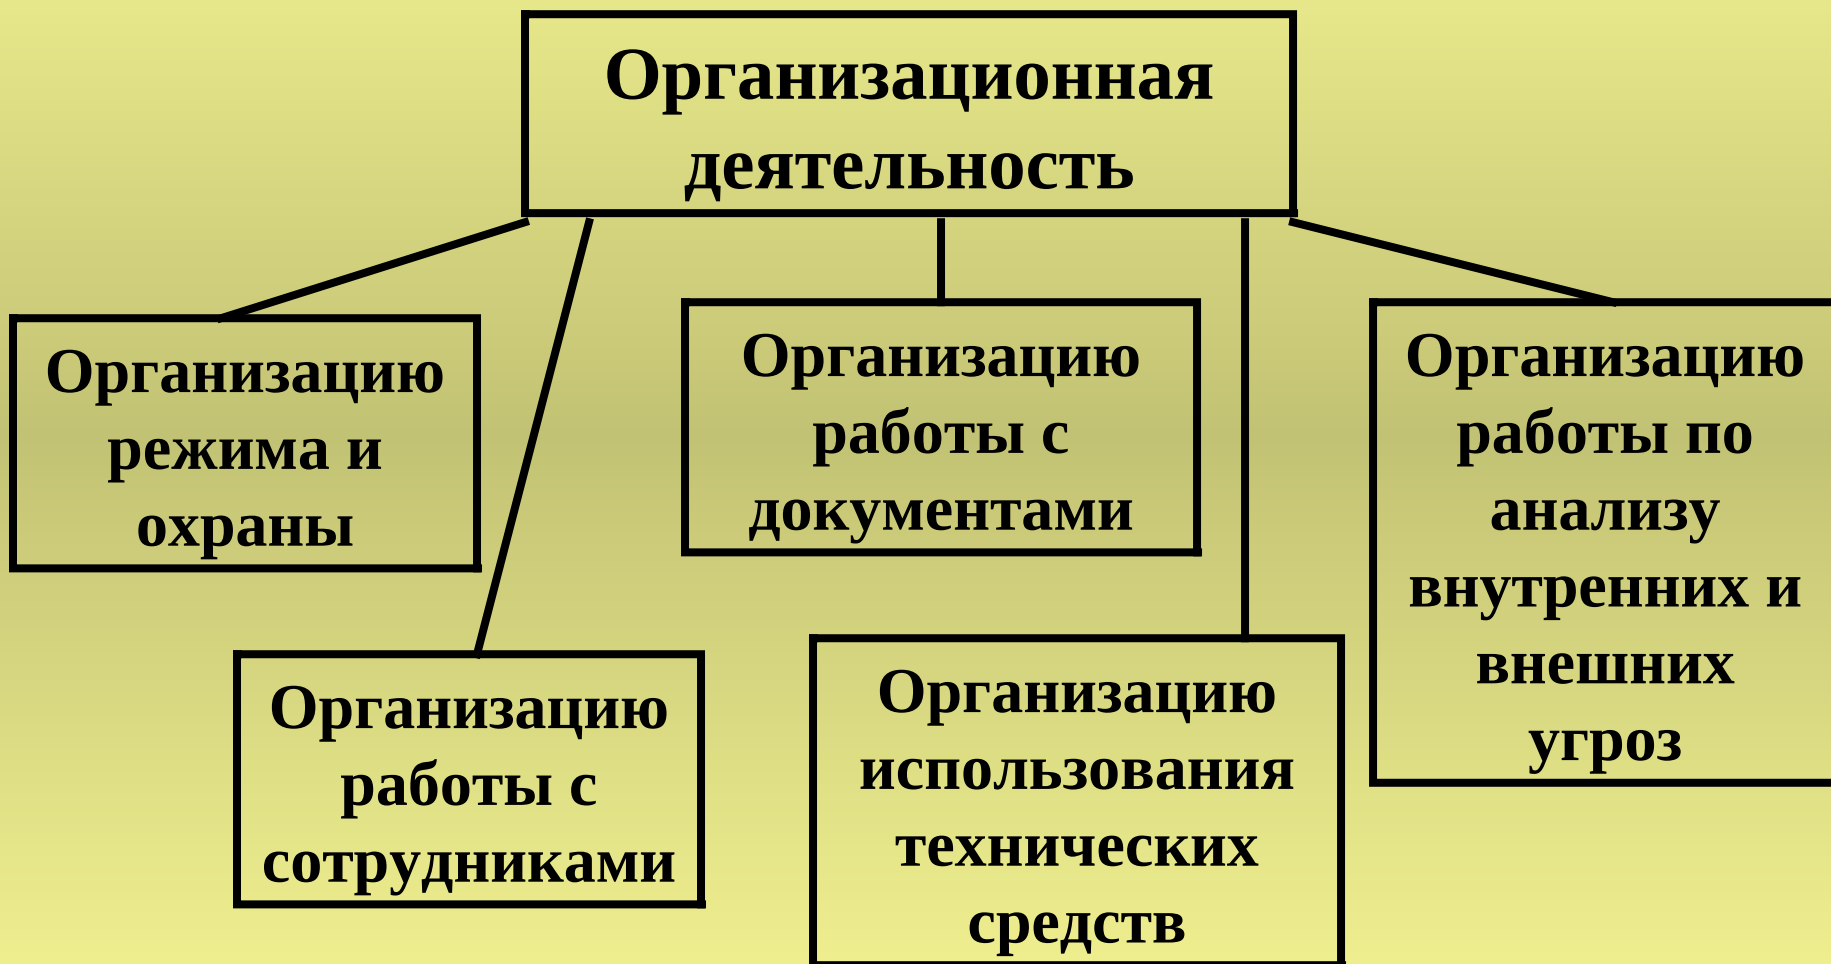 Организационная
деятельность
Организацию
режима и
охраны
Организацию
работы с
сотрудниками
Организацию
работы с
документами
Организацию
использования
технических
средств
Организацию
работы по
анализу
внутренних и
внешних
угроз